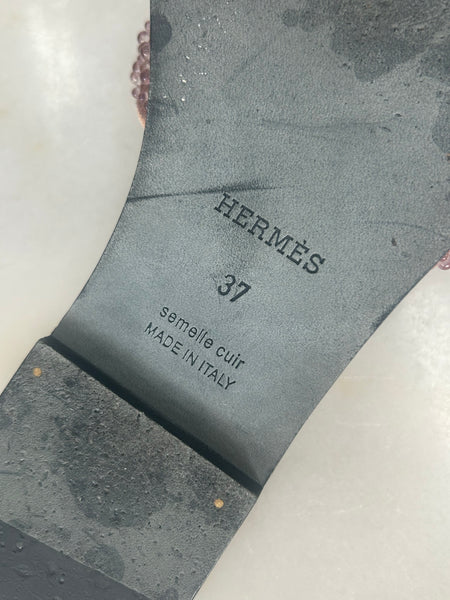 HERMÈS
37
semelle cuir
MADE IN ITALY